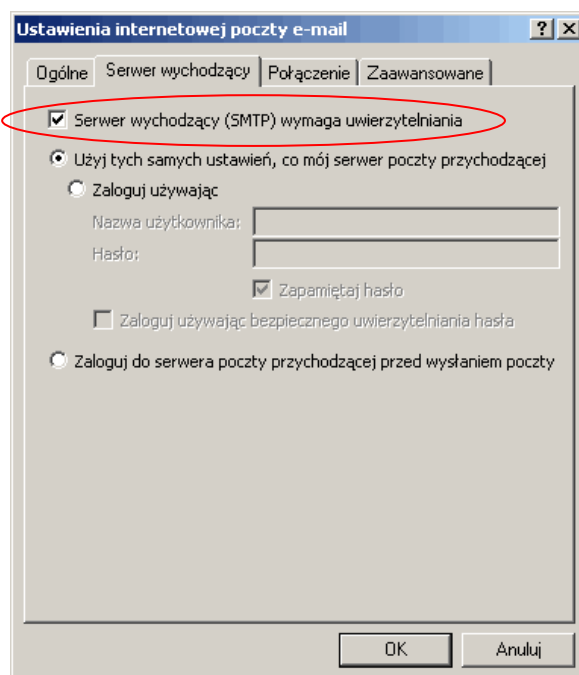 Ustawienia internetowej poczty e-mail
Ogólne Serwer wychodzący Połączenie Zaawansowane
Serwer wychodzący (SMTP) wymaga uwierzytelniania
Użyj tych samych ustawień, co mój serwer poczty przychodzącej
Zaloguj używając
Nazwa użytkownika:
Hasło:
Zapamiętaj hasło
Zaloguj używając bezpiecznego uwierzytelniania hasła
Zaloguj do serwera poczty przychodzącej przed wysłaniem poczty
OK Anuluj